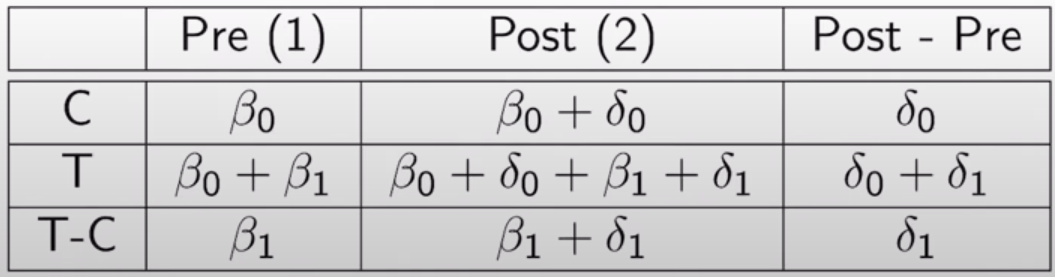 Pre (1) Post (2) Post - Pre
C β₀ β₀ + δ₀ δ₀
T β₀ + β₁ β₀ + δ₀ + β₁ + δ₁ δ₀ + δ₁
T-C β₁ β₁ + δ₁ δ₁